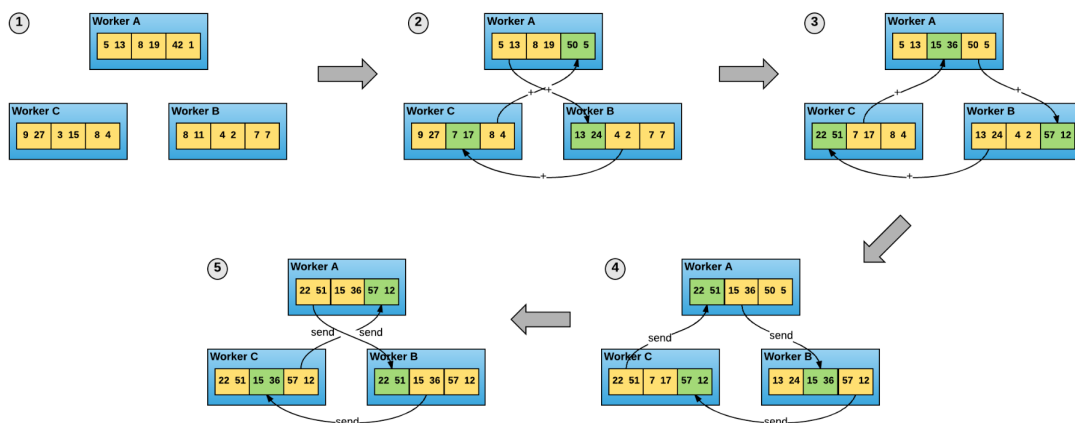 1
Worker A
5 13 8 19 42 1
Worker C
9 27 3 15 8 4
Worker B
8 11 4 2 7 7
2
Worker A
5 13 8 19 50 5
+ +
Worker C
9 27 7 17 8 4
Worker B
13 24 4 2 7 7
+
3
Worker A
5 13 15 36 50 5
+ +
Worker C
22 51 7 17 8 4
Worker B
13 24 4 2 57 12
+
5
Worker A
22 51 15 36 57 12
send send
Worker C
22 51 15 36 57 12
Worker B
22 51 15 36 57 12
send
4
Worker A
22 51 15 36 50 5
send send
Worker C
22 51 7 17 57 12
Worker B
13 24 15 36 57 12
send